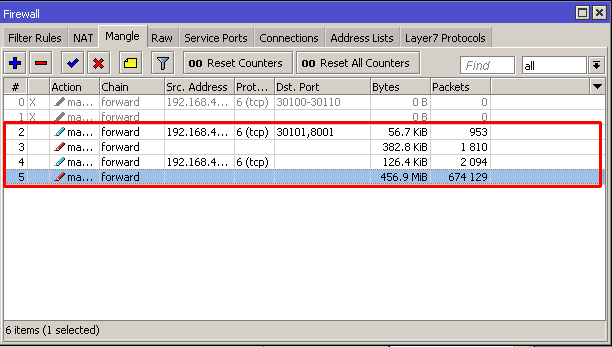 Firewall
Filter Rules NAT Mangle Raw Service Ports Connections Address Lists Layer7 Protocols
00 Reset Counters 00 Reset All Counters Find all
# Action Chain Src. Address Prot... Dst. Port Bytes Packets
0 X ma... forward 192.168.4... 6 (tcp) 30100-30110 0 B 0
1 X ma... forward 0 B 0
2 ma... forward 192.168.4... 6 (tcp) 30101,8001 56.7 KiB 953
3 ma... forward 382.8 KiB 1 810
4 ma... forward 192.168.4... 6 (tcp) 126.4 KiB 2 094
5 ma... forward 456.9 MiB 674 129
6 items (1 selected)